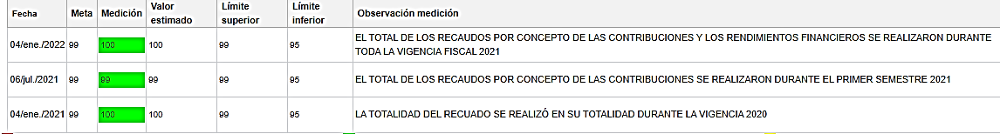 Fecha Meta Medición Valor estimado Límite superior Límite inferior Observación medición
04/ene./2022 99 100 100 99 95 EL TOTAL DE LOS RECAUDOS POR CONCEPTO DE LAS CONTRIBUCIONES Y LOS RENDIMIENTOS FINANCIEROS SE REALIZARON DURANTE
TODA LA VIGENCIA FISCAL 2021
06/jul./2021 99 99 99 99 95 EL TOTAL DE LOS RECAUDOS POR CONCEPTO DE LAS CONTRIBUCIONES SE REALIZARON DURANTE EL PRIMER SEMESTRE 2021
04/ene./2021 99 100 100 99 95 LA TOTALIDAD DEL RECUADO SE REALIZÓ EN SU TOTALIDAD DURANTE LA VIGENCIA 2020